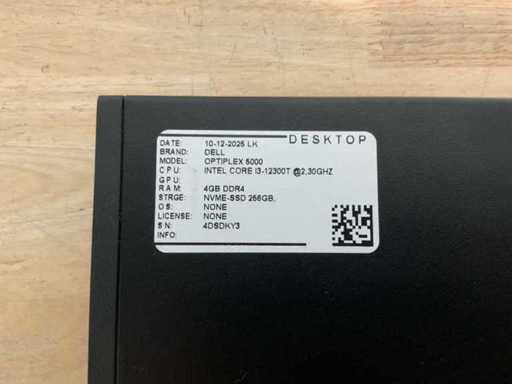 DESKTOP
DATE: 10-12-2025 LK
BRAND: DELL
MODEL: OPTIPLEX 5000
CPU: INTEL CORE I3-12300T @2.30GHZ
GPU:
RAM: 4GB DDR4
STRGE: NVME-SSD 256GB,
OS: NONE
LICENSE: NONE
SN: 4DSDKY3
INFO: